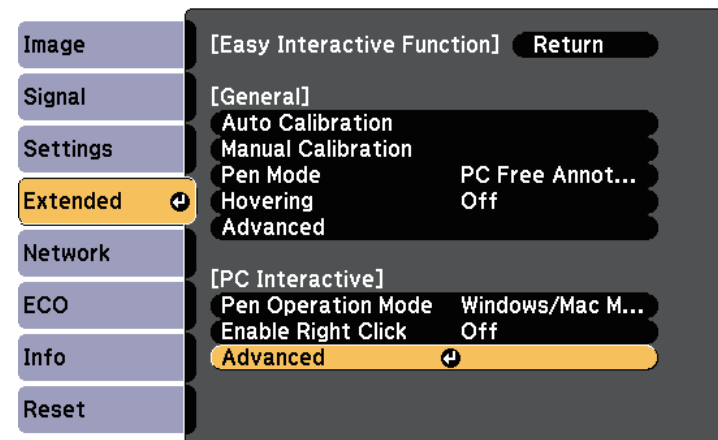 Image
Signal
Settings
Extended
Network
ECO
Info
Reset
[Easy Interactive Function] Return
[General]
Auto Calibration
Manual Calibration
Pen Mode PC Free Annot...
Hovering Off
Advanced
[PC Interactive]
Pen Operation Mode Windows/Mac M...
Enable Right Click Off
Advanced